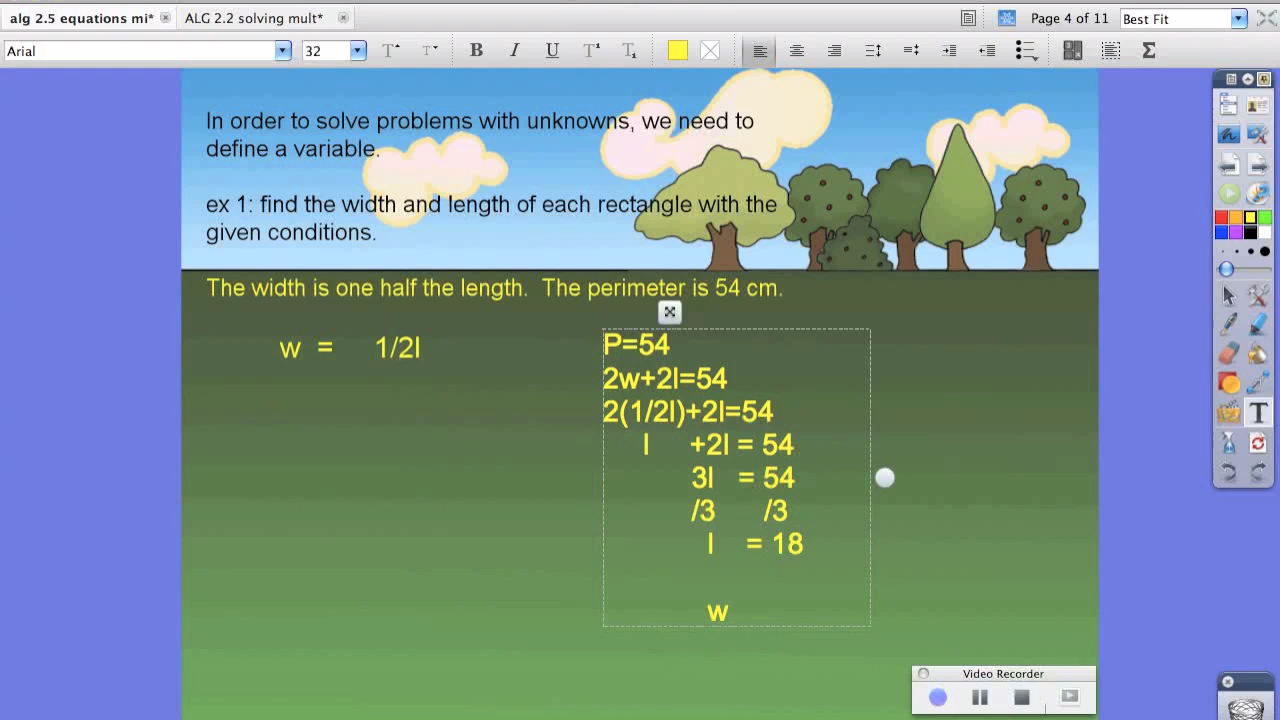 alg 2.5 equations mi*
ALG 2.2 solving mult*
Page 4 of 11
Best Fit
Arial
32
T T B I U T¹ T₁ Σ
In order to solve problems with unknowns, we need to
define a variable.
ex 1: find the width and length of each rectangle with the
given conditions.
The width is one half the length. The perimeter is 54 cm.
w = 1/2l
P=54
2w+2l=54
2(1/2l)+2l=54
l +2l = 54
3l = 54
/3 /3
l = 18
w
T
Video Recorder